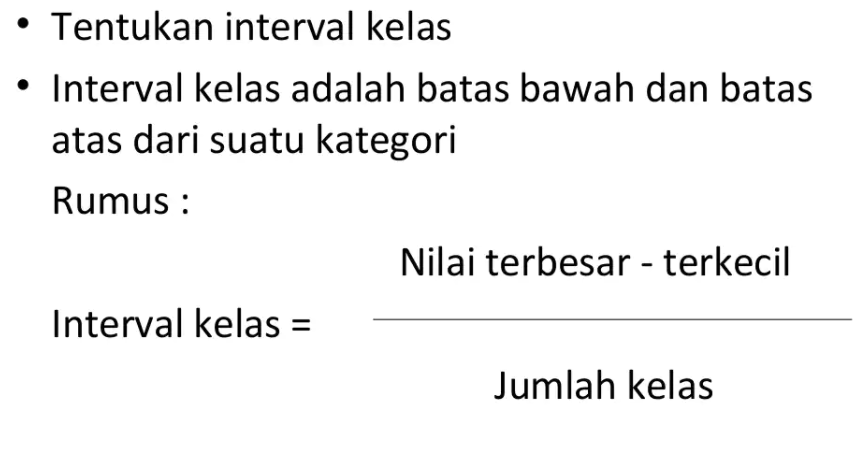 • Tentukan interval kelas
• Interval kelas adalah batas bawah dan batas
atas dari suatu kategori
Rumus :
Nilai terbesar - terkecil
Interval kelas =
Jumlah kelas